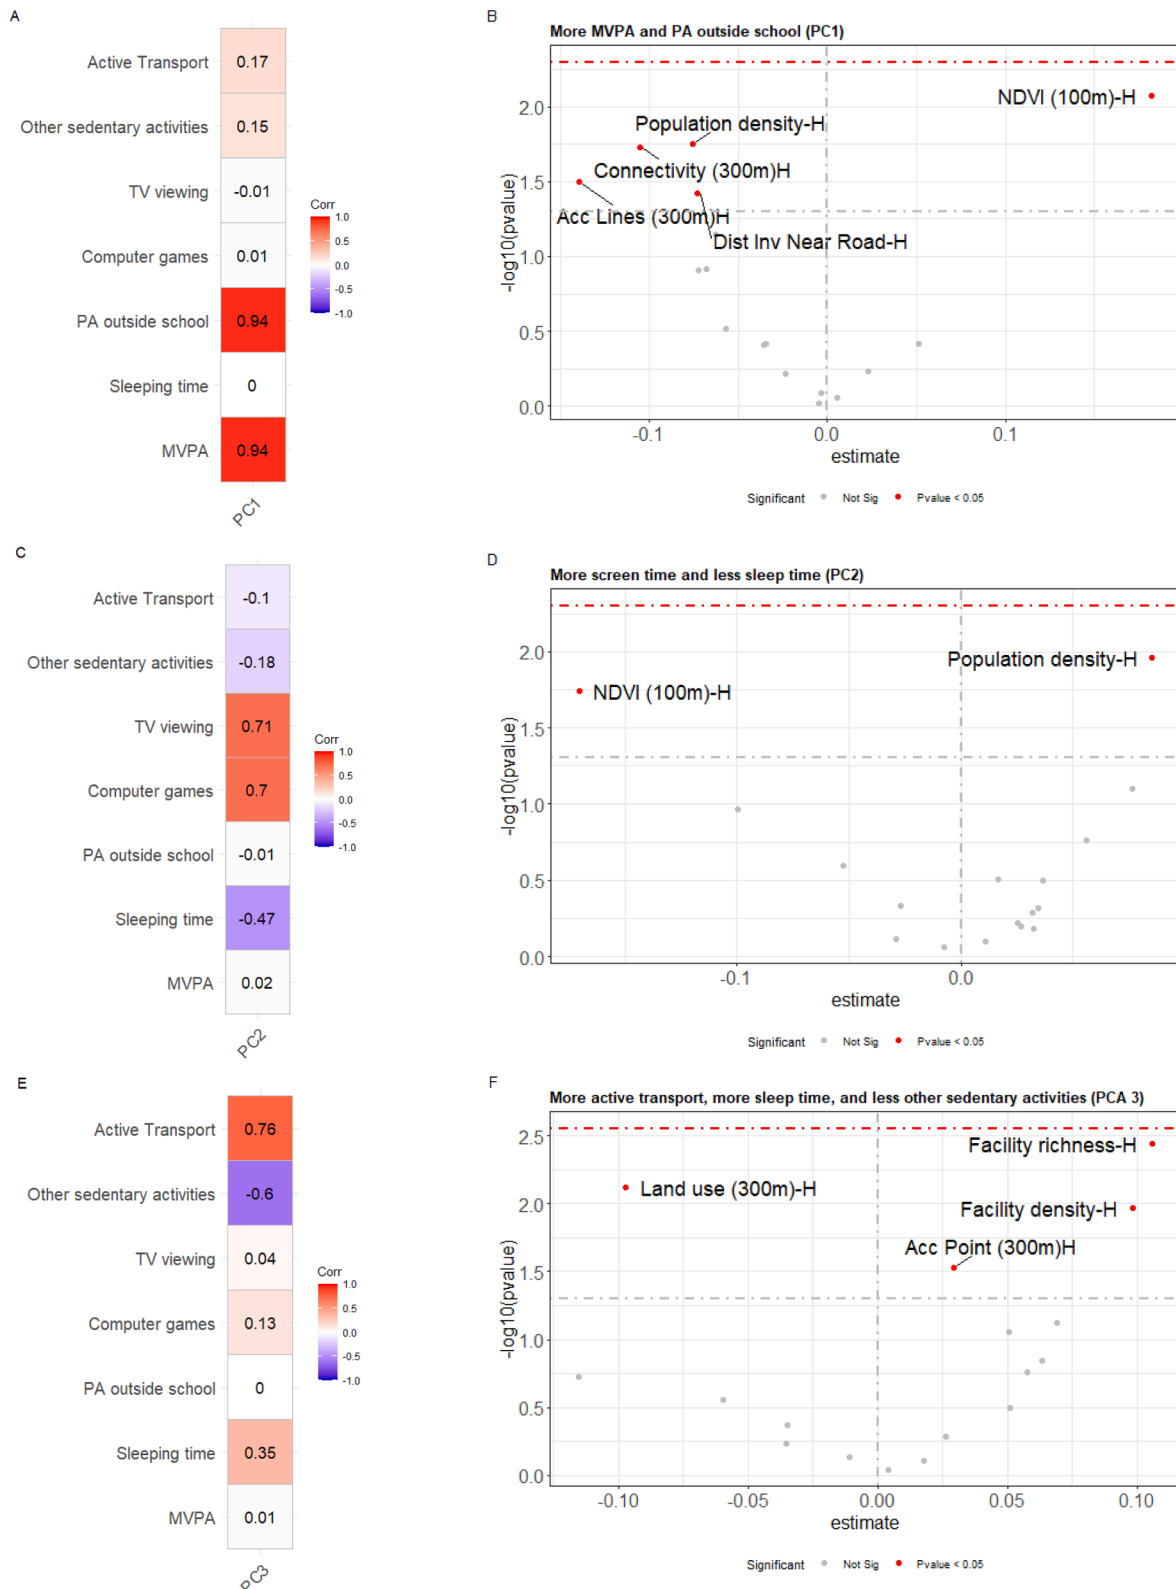 A
Active Transport
0.17
Other sedentary activities
0.15
TV viewing
-0.01
Computer games
0.01
PA outside school
0.94
Sleeping time
0
MVPA
0.94
PC1
Corr
1.0
0.5
0.0
-0.5
-1.0
B
More MVPA and PA outside school (PC1)
NDVI (100m)-H
Population density-H
Connectivity (300m)H
Acc Lines (300m)H
Dist Inv Near Road-H
-log10(pvalue)
2.0
1.5
1.0
0.5
0.0
-0.1
0.0
0.1
estimate
Significant Not Sig Pvalue < 0.05
C
Active Transport
-0.1
Other sedentary activities
-0.18
TV viewing
0.71
Computer games
0.7
PA outside school
-0.01
Sleeping time
-0.47
MVPA
0.02
PC2
Corr
1.0
0.5
0.0
-0.5
-1.0
D
More screen time and less sleep time (PC2)
Population density-H
NDVI (100m)-H
-log10(pvalue)
2.0
1.5
1.0
0.5
0.0
-0.1
0.0
estimate
Significant Not Sig Pvalue < 0.05
E
Active Transport
0.76
Other sedentary activities
-0.6
TV viewing
0.04
Computer games
0.13
PA outside school
0
Sleeping time
0.35
MVPA
0.01
PC3
Corr
1.0
0.5
0.0
-0.5
-1.0
F
More active transport, more sleep time, and less other sedentary activities (PCA 3)
Facility richness-H
Land use (300m)-H
Facility density-H
Acc Point (300m)H
-log10(pvalue)
2.5
2.0
1.5
1.0
0.5
0.0
-0.10
-0.05
0.00
0.05
0.10
estimate
Significant Not Sig Pvalue < 0.05